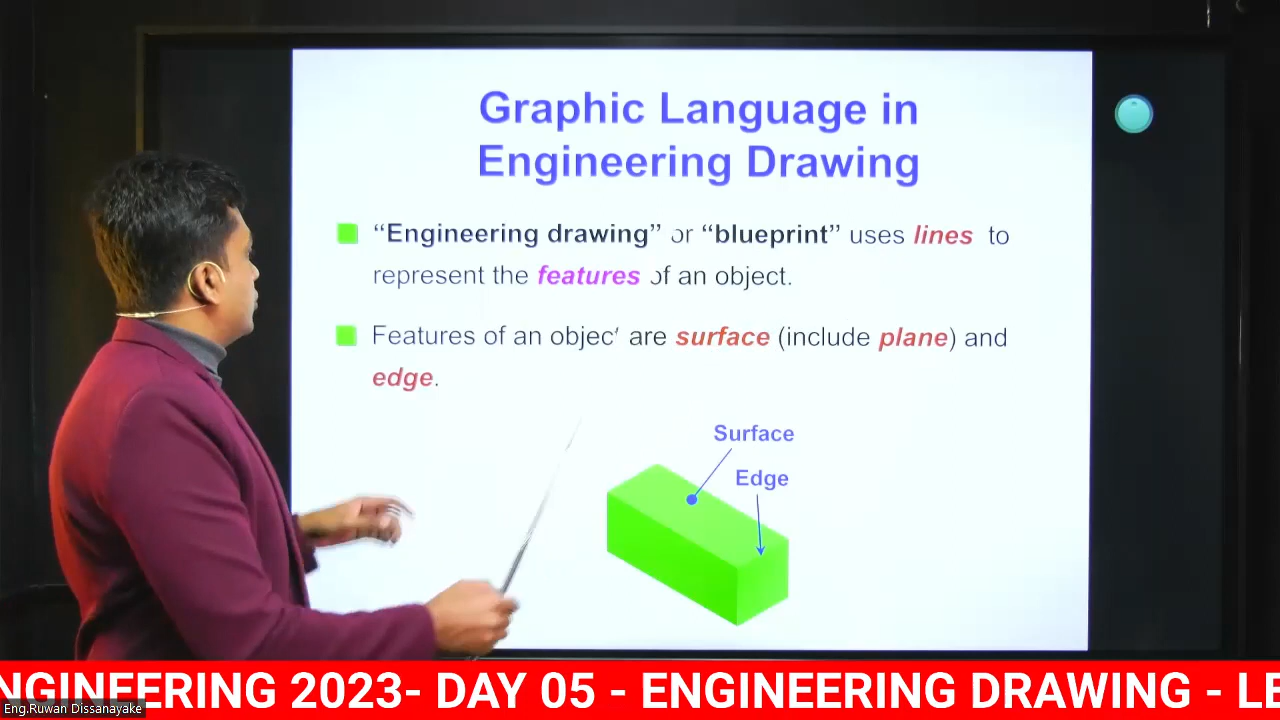 Graphic Language in
Engineering Drawing
“Engineering drawing” or “blueprint” uses lines to
represent the features of an object.
Features of an object are surface (include plane) and
edge.
Surface
Edge
NGINEERING 2023- DAY 05 - ENGINEERING DRAWING - LE
Eng.Ruwan Dissanayake